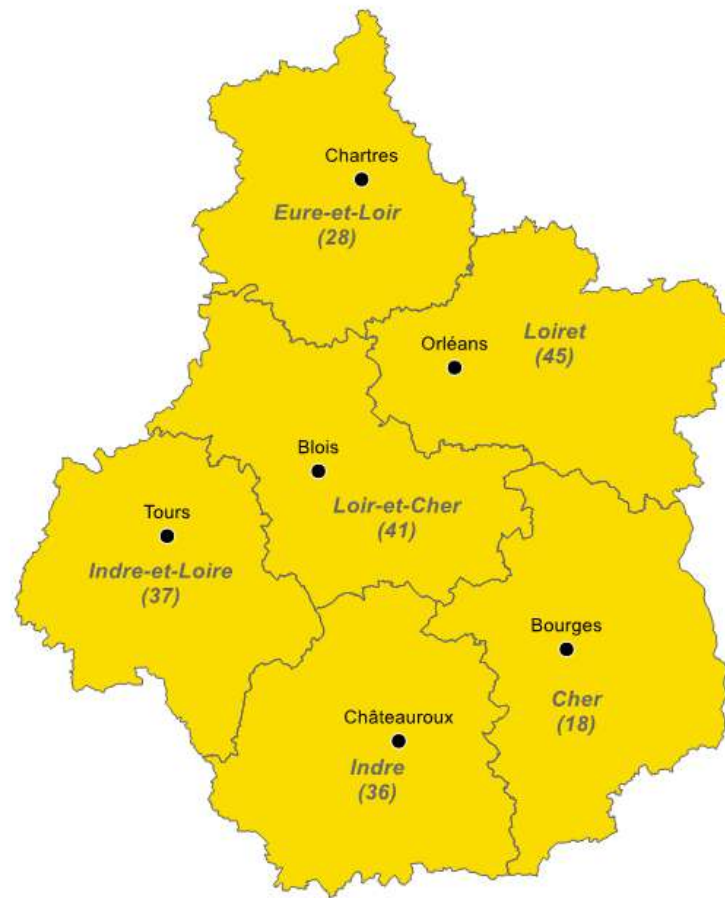 Chartres
Eure-et-Loir
(28)
Loiret
(45)
Orléans
Blois
Loir-et-Cher
(41)
Tours
Indre-et-Loire
(37)
Bourges
Cher
(18)
Châteauroux
Indre
(36)